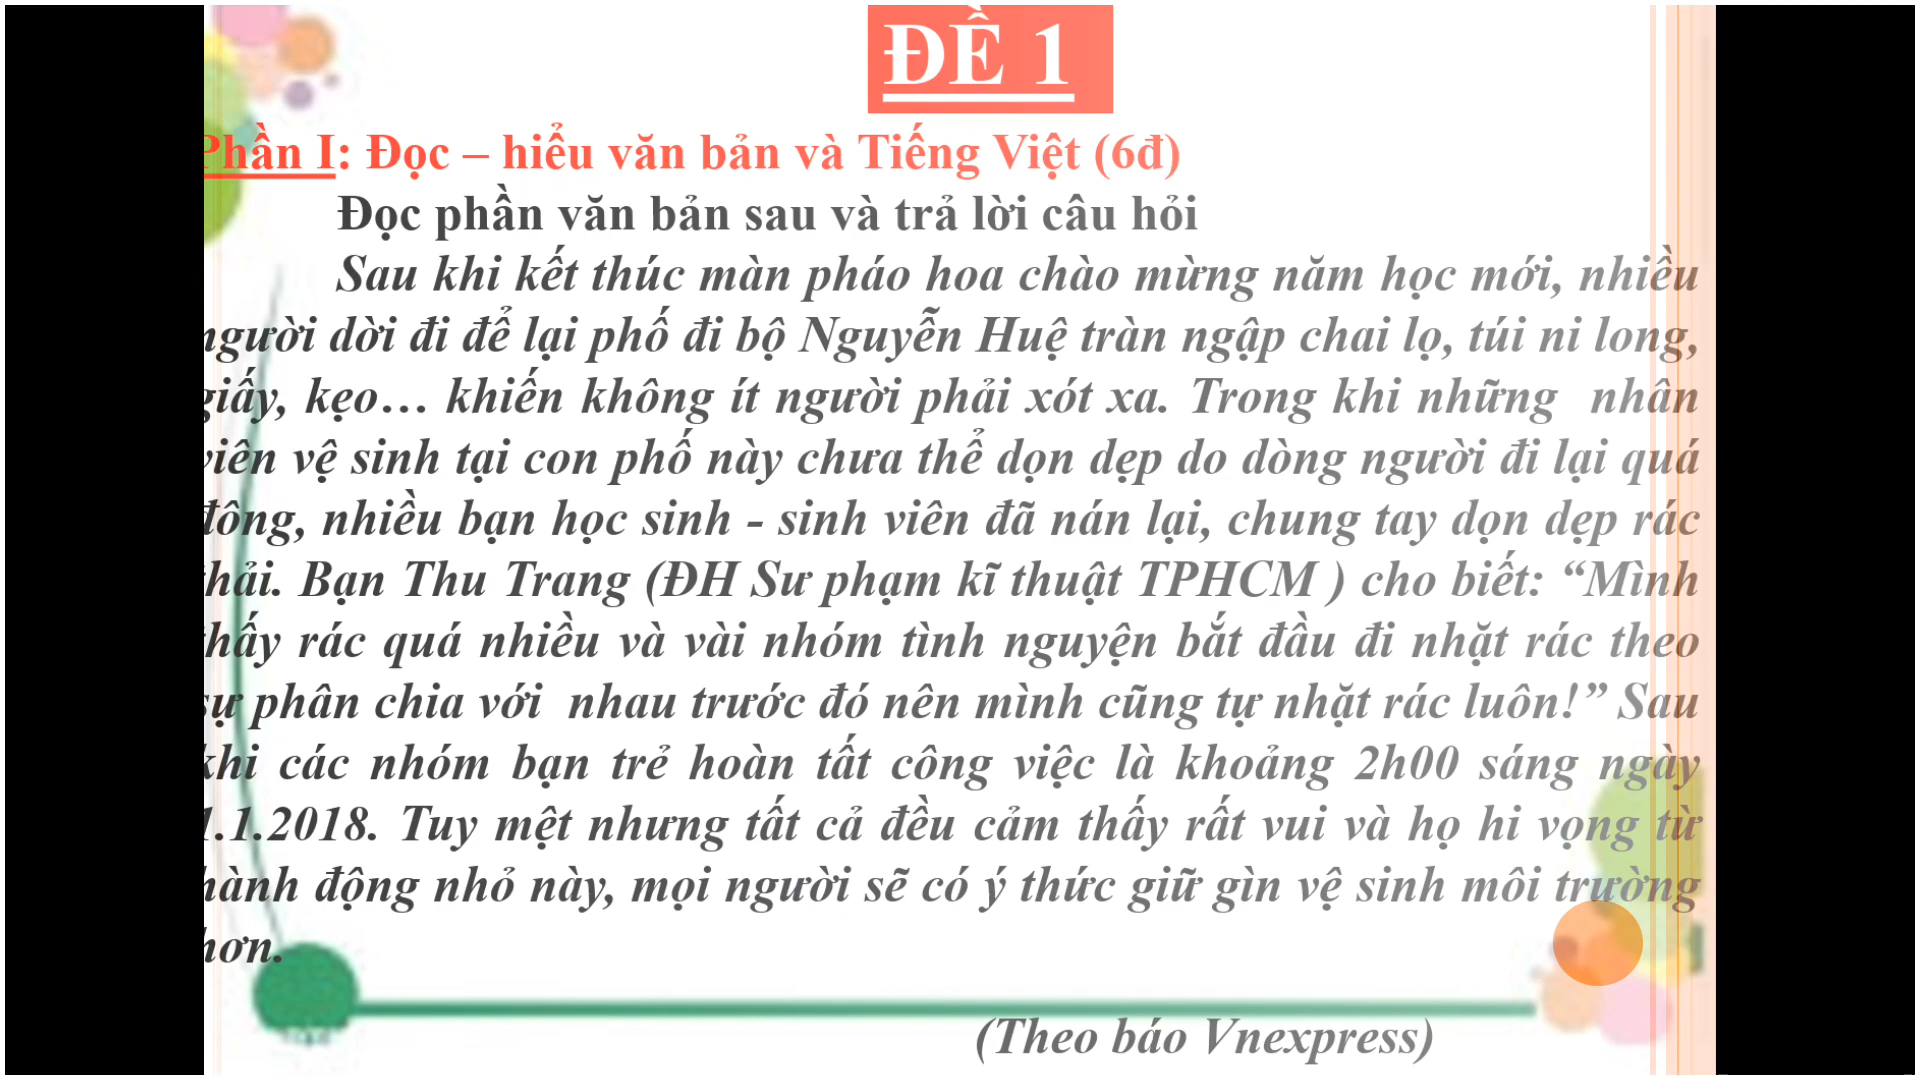 ĐỀ 1
Phần I: Đọc – hiểu văn bản và Tiếng Việt (6đ)
Đọc phần văn bản sau và trả lời câu hỏi
Sau khi kết thúc màn pháo hoa chào mừng năm học mới, nhiều
người dời đi để lại phố đi bộ Nguyễn Huệ tràn ngập chai lọ, túi ni long,
giấy, kẹo… khiến không ít người phải xót xa. Trong khi những nhân
viên vệ sinh tại con phố này chưa thể dọn dẹp do dòng người đi lại quá
đông, nhiều bạn học sinh - sinh viên đã nán lại, chung tay dọn dẹp rác
thải. Bạn Thu Trang (ĐH Sư phạm kĩ thuật TPHCM ) cho biết: “Mình
thấy rác quá nhiều và vài nhóm tình nguyện bắt đầu đi nhặt rác theo
sự phân chia với nhau trước đó nên mình cũng tự nhặt rác luôn!” Sau
khi các nhóm bạn trẻ hoàn tất công việc là khoảng 2h00 sáng ngày
1.1.2018. Tuy mệt nhưng tất cả đều cảm thấy rất vui và họ hi vọng từ
hành động nhỏ này, mọi người sẽ có ý thức giữ gìn vệ sinh môi trường
hơn.
(Theo báo Vnexpress)